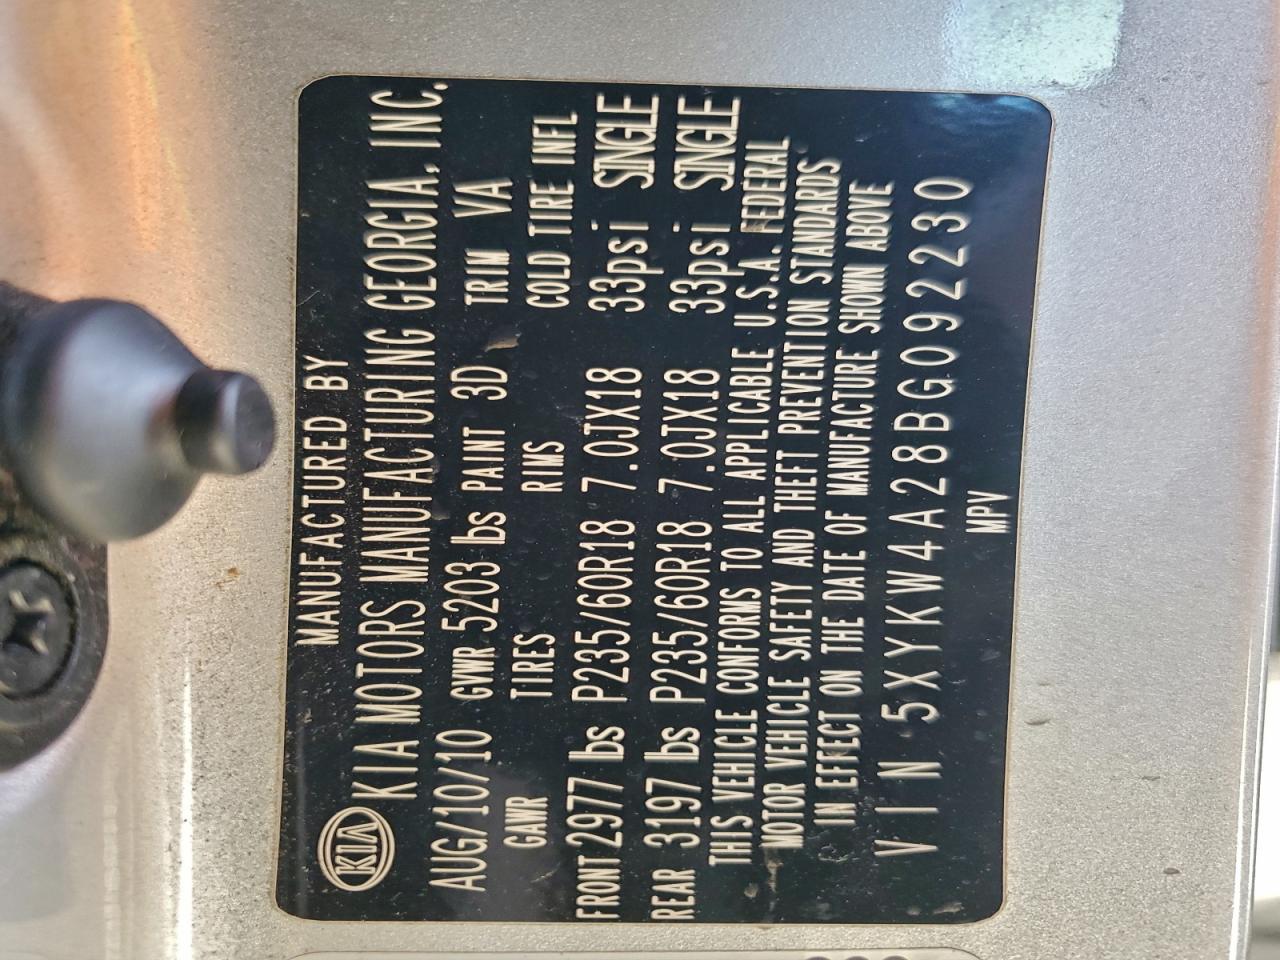 MANUFACTURED BY
KIA KIA MOTORS MANUFACTURING GEORGIA, INC.
AUG/10/10 GVWR 5203 lbs PAINT 3D TRIM VA
GAWR TIRES RIMS COLD TIRE INFL
FRONT 2977 lbs P235/60R18 7.0JX18 33psi SINGLE
REAR 3197 lbs P235/60R18 7.0JX18 33psi SINGLE
THIS VEHICLE CONFORMS TO ALL APPLICABLE U.S.A. FEDERAL
MOTOR VEHICLE SAFETY AND THEFT PREVENTION STANDARDS
IN EFFECT ON THE DATE OF MANUFACTURE SHOWN ABOVE
VIN 5XYKW4A28BG092230
MPV